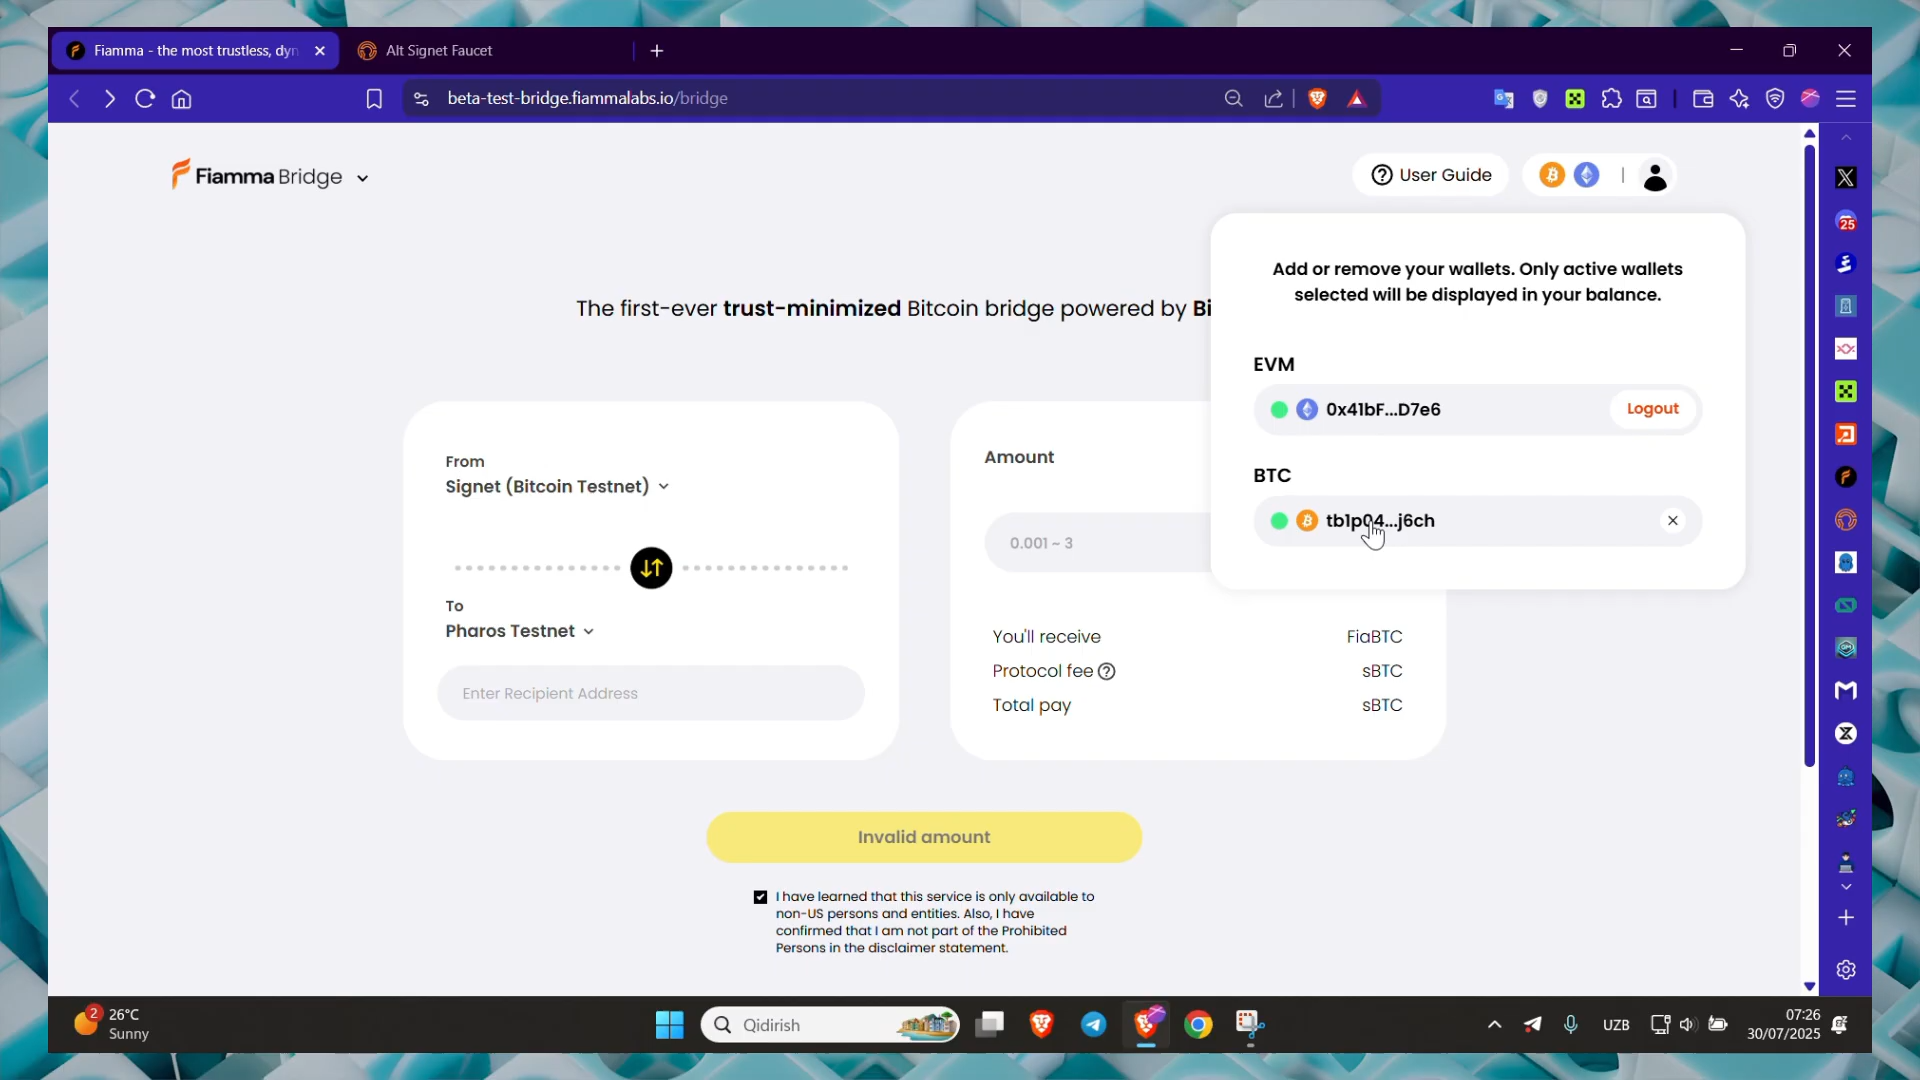 Fiamma - the most trustless, dyn
Alt Signet Faucet
beta-test-bridge.fiammalabs.io/bridge
Fiamma Bridge
User Guide
Add or remove your wallets. Only active wallets
selected will be displayed in your balance.
The first-ever trust-minimized Bitcoin bridge powered by Bi
EVM
0x41bF...D7e6
Logout
BTC
tb1p04...j6ch
From
Signet (Bitcoin Testnet)
To
Pharos Testnet
Enter Recipient Address
Amount
0.001 ~ 3
You'll receive
FiaBTC
Protocol fee
sBTC
Total pay
sBTC
Invalid amount
I have learned that this service is only available to
non-US persons and entities. Also, I have
confirmed that I am not part of the Prohibited
Persons in the disclaimer statement.
25
2
26°C
Sunny
Qidirish
UZB
07:26
30/07/2025